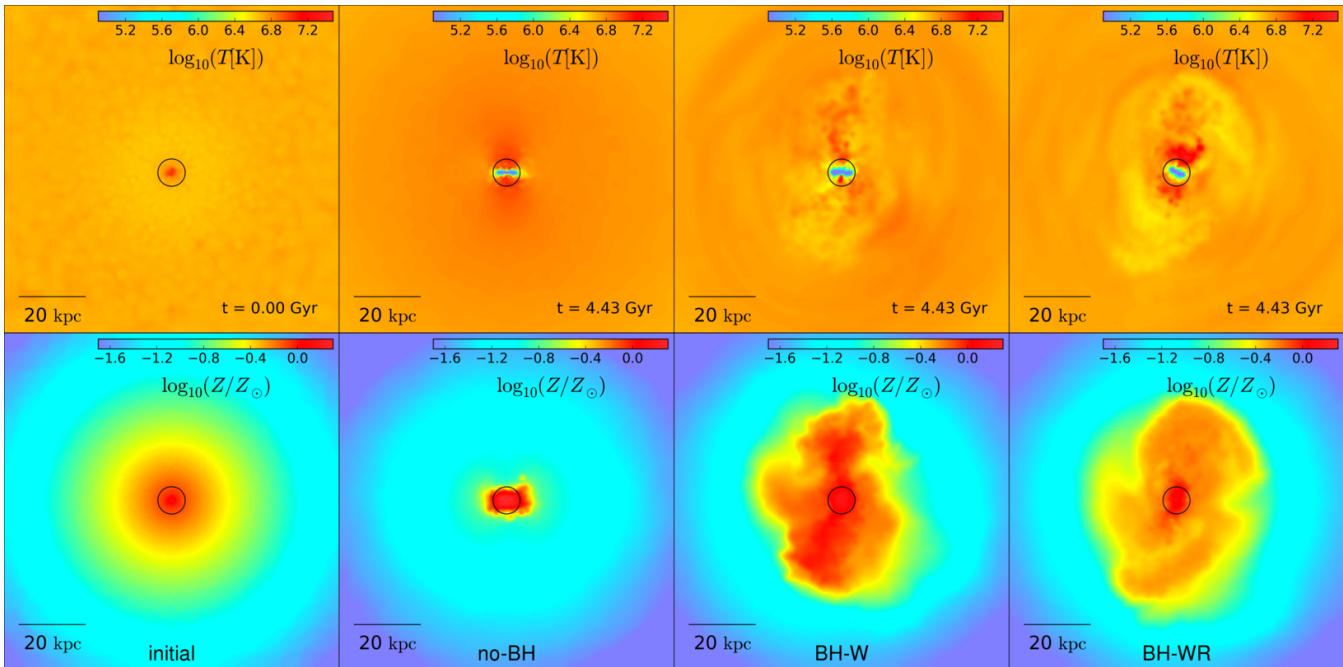 5.2 5.6 6.0 6.4 6.8 7.2
log₁₀(T[K])
20 kpc
t = 0.00 Gyr
5.2 5.6 6.0 6.4 6.8 7.2
log₁₀(T[K])
20 kpc
t = 4.43 Gyr
5.2 5.6 6.0 6.4 6.8 7.2
log₁₀(T[K])
20 kpc
t = 4.43 Gyr
5.2 5.6 6.0 6.4 6.8 7.2
log₁₀(T[K])
20 kpc
t = 4.43 Gyr
−1.6 −1.2 −0.8 −0.4 0.0
log₁₀(Z/Z⊙)
20 kpc
initial
−1.6 −1.2 −0.8 −0.4 0.0
log₁₀(Z/Z⊙)
20 kpc
no-BH
−1.6 −1.2 −0.8 −0.4 0.0
log₁₀(Z/Z⊙)
20 kpc
BH-W
−1.6 −1.2 −0.8 −0.4 0.0
log₁₀(Z/Z⊙)
20 kpc
BH-WR